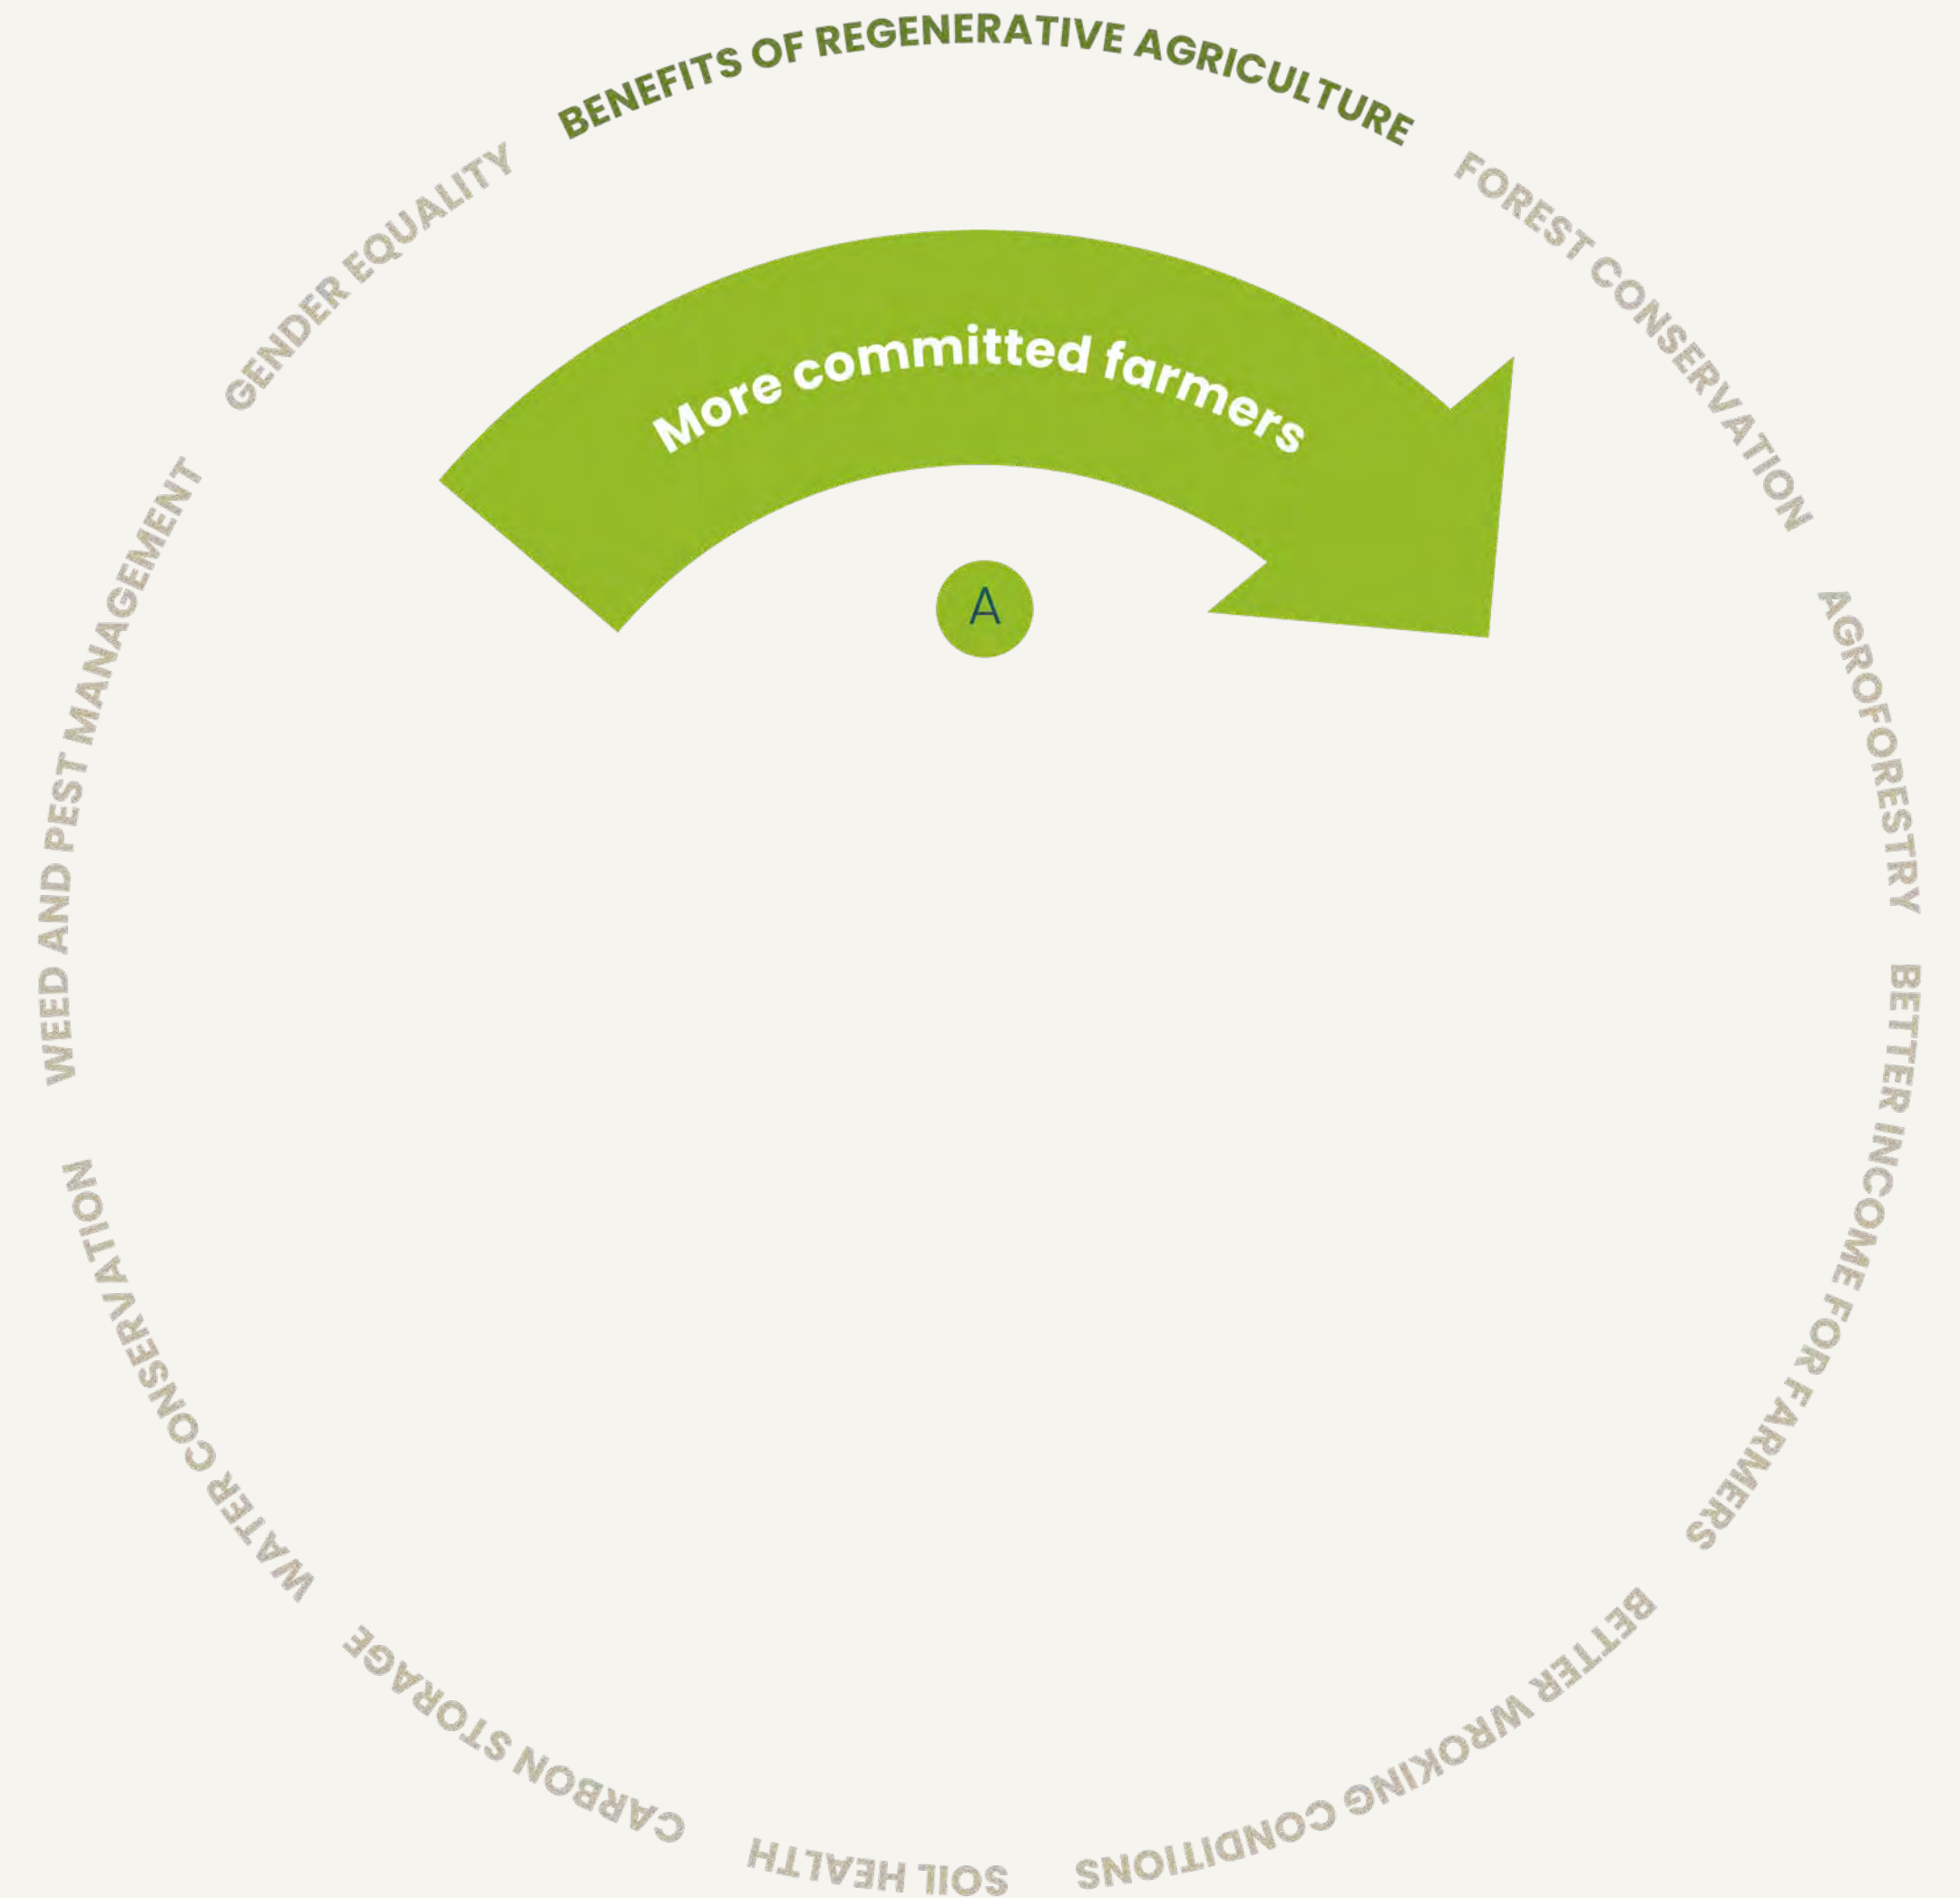 BENEFITS OF REGENERATIVE AGRICULTURE
FOREST CONSERVATION
AGROFORESTRY
BETTER INCOME FOR FARMERS
BETTER WROKING CONDITIONS
SOIL HEALTH
CARBON STORAGE
WATER CONSERVATION
WEED AND PEST MANAGEMENT
GENDER EQUALITY
More committed farmers
A